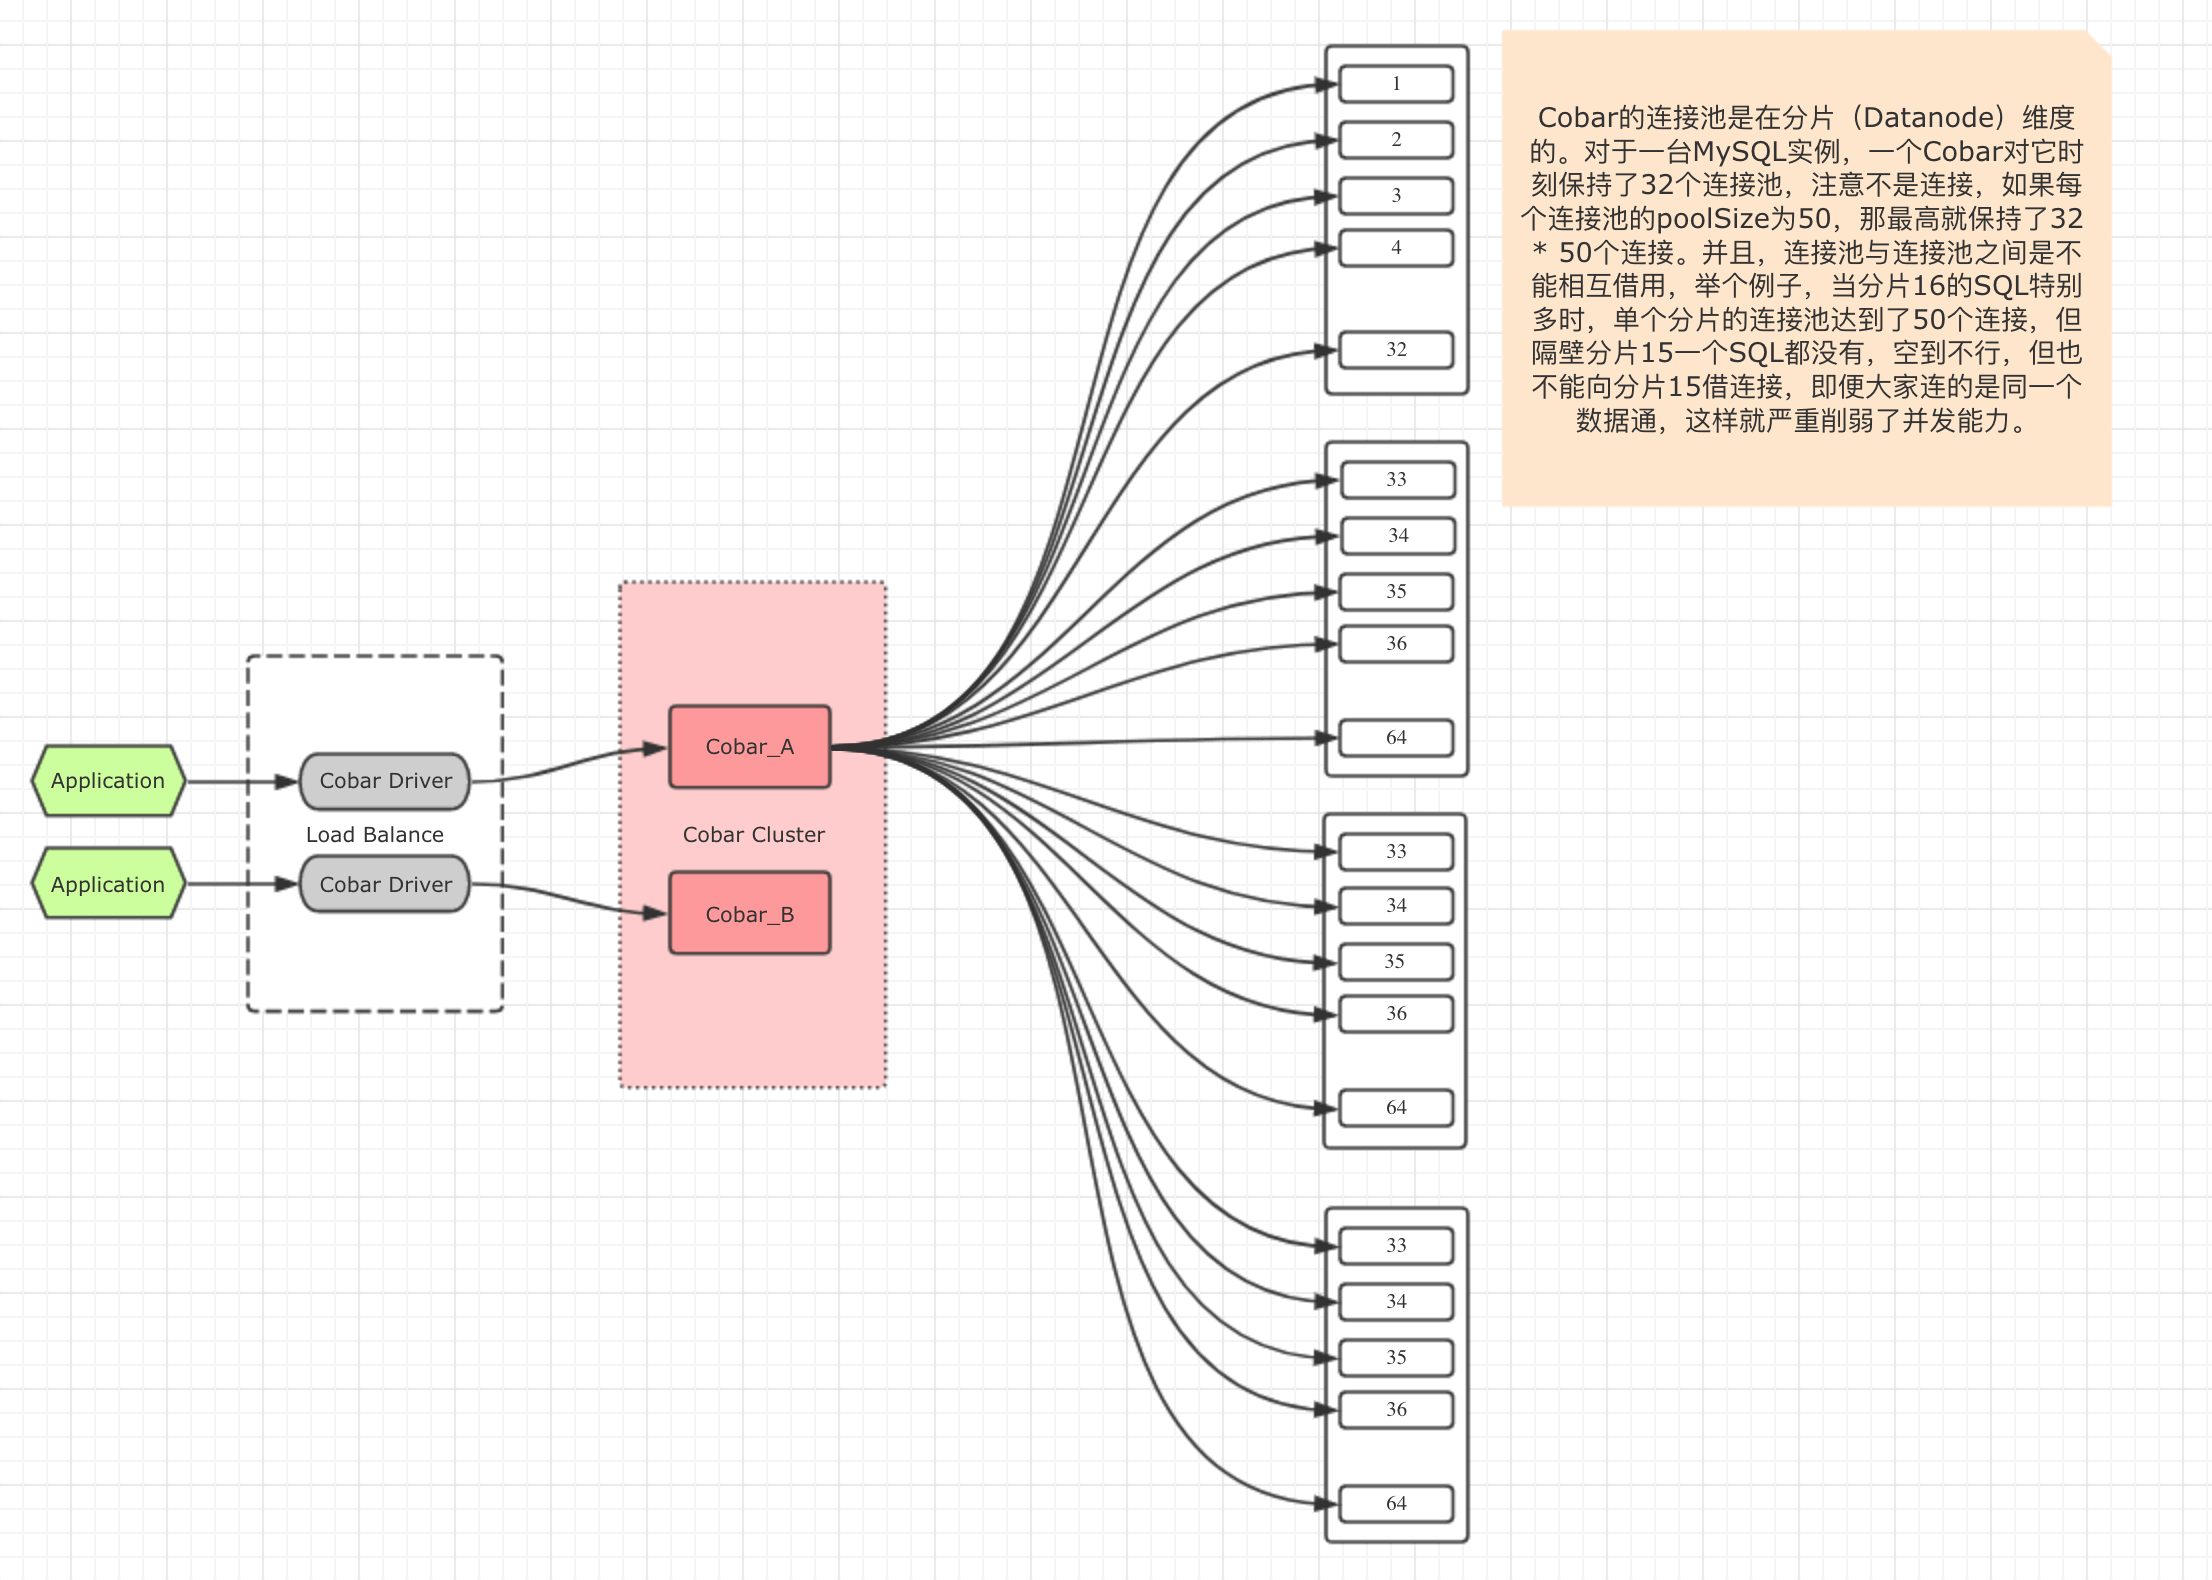 Application
Application
Cobar Driver
Load Balance
Cobar Driver
Cobar_A
Cobar Cluster
Cobar_B
1
2
3
4
32
33
34
35
36
64
33
34
35
36
64
33
34
35
36
64
Cobar的连接池是在分片（Datanode）维度
的。对于一台MySQL实例，一个Cobar对它时
刻保持了32个连接池，注意不是连接，如果每
个连接池的poolSize为50，那最高就保持了32
* 50个连接。并且，连接池与连接池之间是不
能相互借用，举个例子，当分片16的SQL特别
多时，单个分片的连接池达到了50个连接，但
隔壁分片15一个SQL都没有，空到不行，但也
不能向分片15借连接，即便大家连的是同一个
数据通，这样就严重削弱了并发能力。